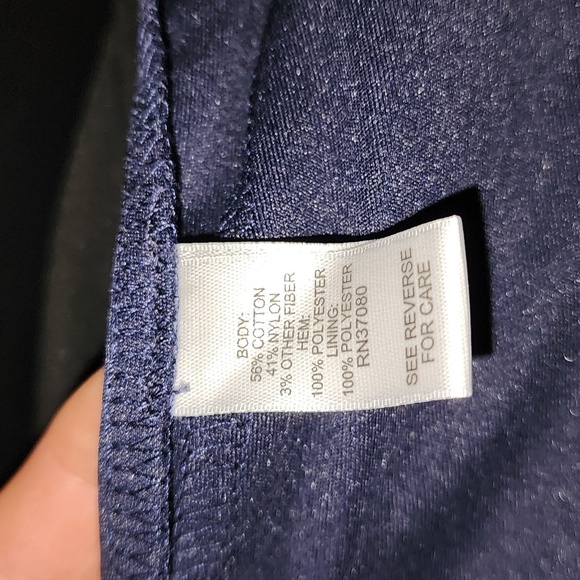 BODY:
56% COTTON
41% NYLON
3% OTHER FIBER
HEM:
100% POLYESTER
LINING:
100% POLYESTER
RN37080
SEE REVERSE
FOR CARE